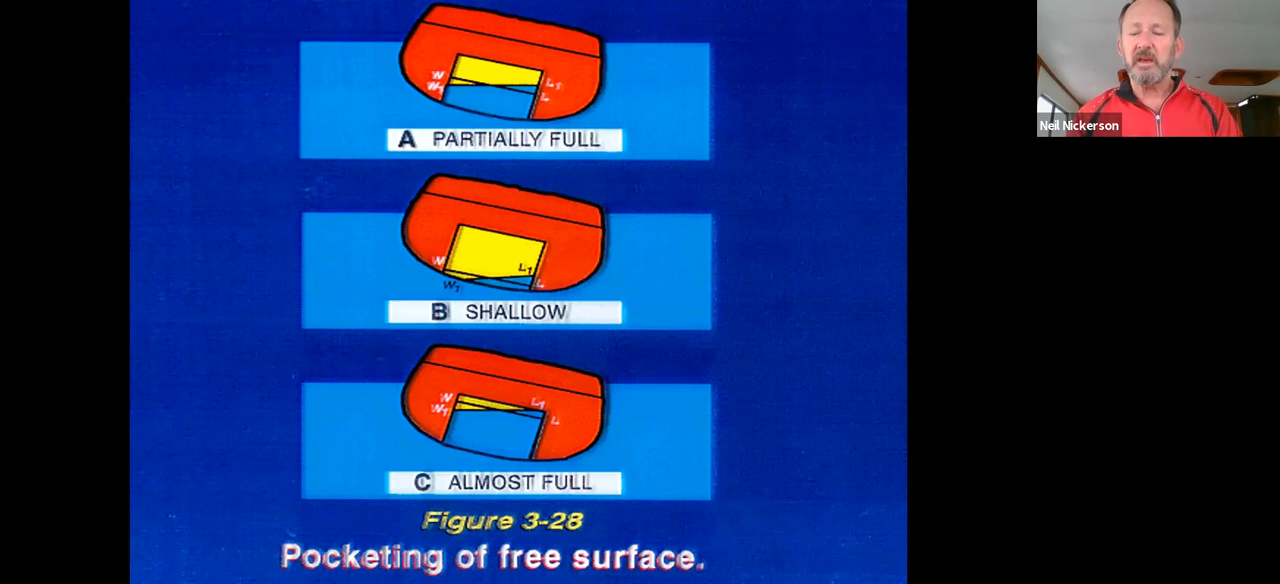 Neil Nickerson
W
W₁
L₁
L
A PARTIALLY FULL
W
L₁
W₁
L
B SHALLOW
W
L₁
W₁
L
C ALMOST FULL
Figure 3-28
Pocketing of free surface.